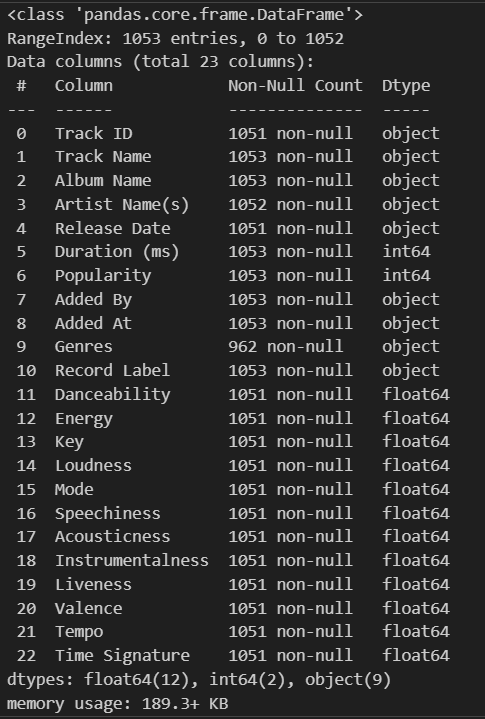 <class 'pandas.core.frame.DataFrame'>
RangeIndex: 1053 entries, 0 to 1052
Data columns (total 23 columns):
 #   Column            Non-Null Count  Dtype
---  ------            --------------  -----
 0   Track ID          1051 non-null   object
 1   Track Name        1053 non-null   object
 2   Album Name        1053 non-null   object
 3   Artist Name(s)    1052 non-null   object
 4   Release Date      1051 non-null   object
 5   Duration (ms)     1053 non-null   int64
 6   Popularity        1053 non-null   int64
 7   Added By          1053 non-null   object
 8   Added At          1053 non-null   object
 9   Genres            962 non-null    object
 10  Record Label      1053 non-null   object
 11  Danceability      1051 non-null   float64
 12  Energy            1051 non-null   float64
 13  Key               1051 non-null   float64
 14  Loudness          1051 non-null   float64
 15  Mode              1051 non-null   float64
 16  Speechiness       1051 non-null   float64
 17  Acousticness      1051 non-null   float64
 18  Instrumentalness  1051 non-null   float64
 19  Liveness          1051 non-null   float64
 20  Valence           1051 non-null   float64
 21  Tempo             1051 non-null   float64
 22  Time Signature    1051 non-null   float64
dtypes: float64(12), int64(2), object(9)
memory usage: 189.3+ KB